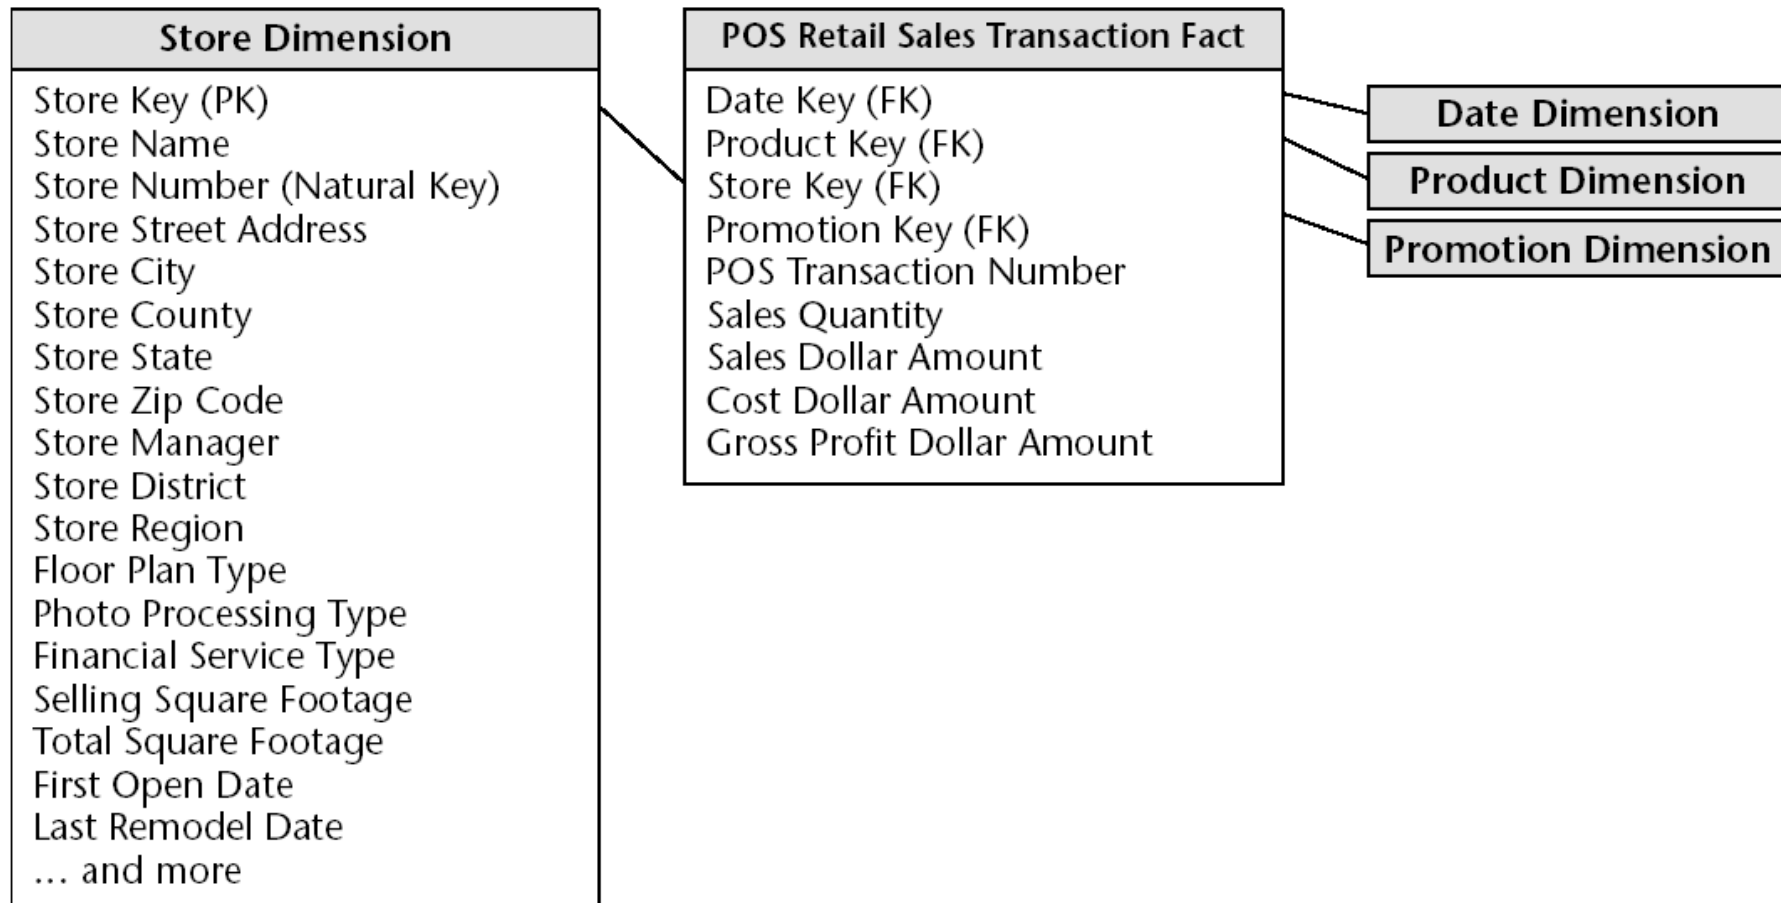 Store Dimension
Store Key (PK)
Store Name
Store Number (Natural Key)
Store Street Address
Store City
Store County
Store State
Store Zip Code
Store Manager
Store District
Store Region
Floor Plan Type
Photo Processing Type
Financial Service Type
Selling Square Footage
Total Square Footage
First Open Date
Last Remodel Date
... and more
POS Retail Sales Transaction Fact
Date Key (FK)
Product Key (FK)
Store Key (FK)
Promotion Key (FK)
POS Transaction Number
Sales Quantity
Sales Dollar Amount
Cost Dollar Amount
Gross Profit Dollar Amount
Date Dimension
Product Dimension
Promotion Dimension